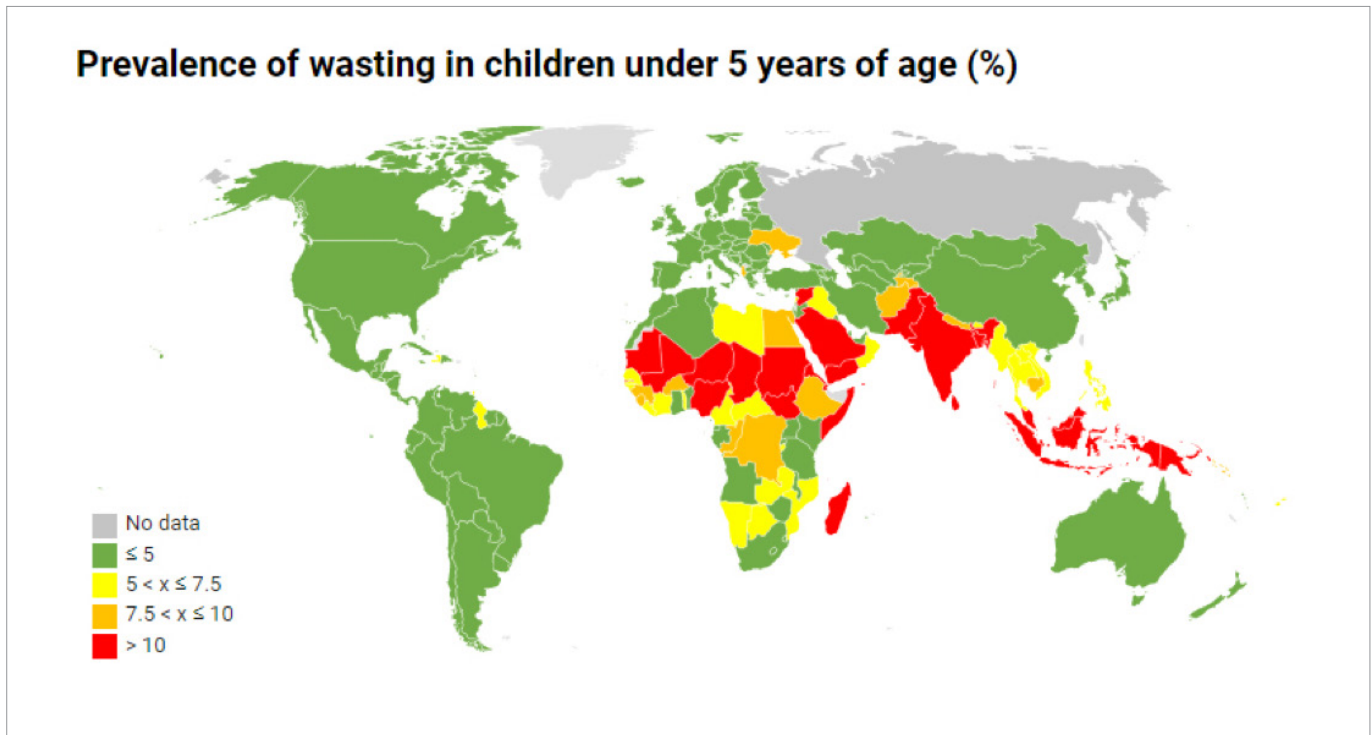 Prevalence of wasting in children under 5 years of age (%)
No data
≤ 5
5 < x ≤ 7.5
7.5 < x ≤ 10
> 10